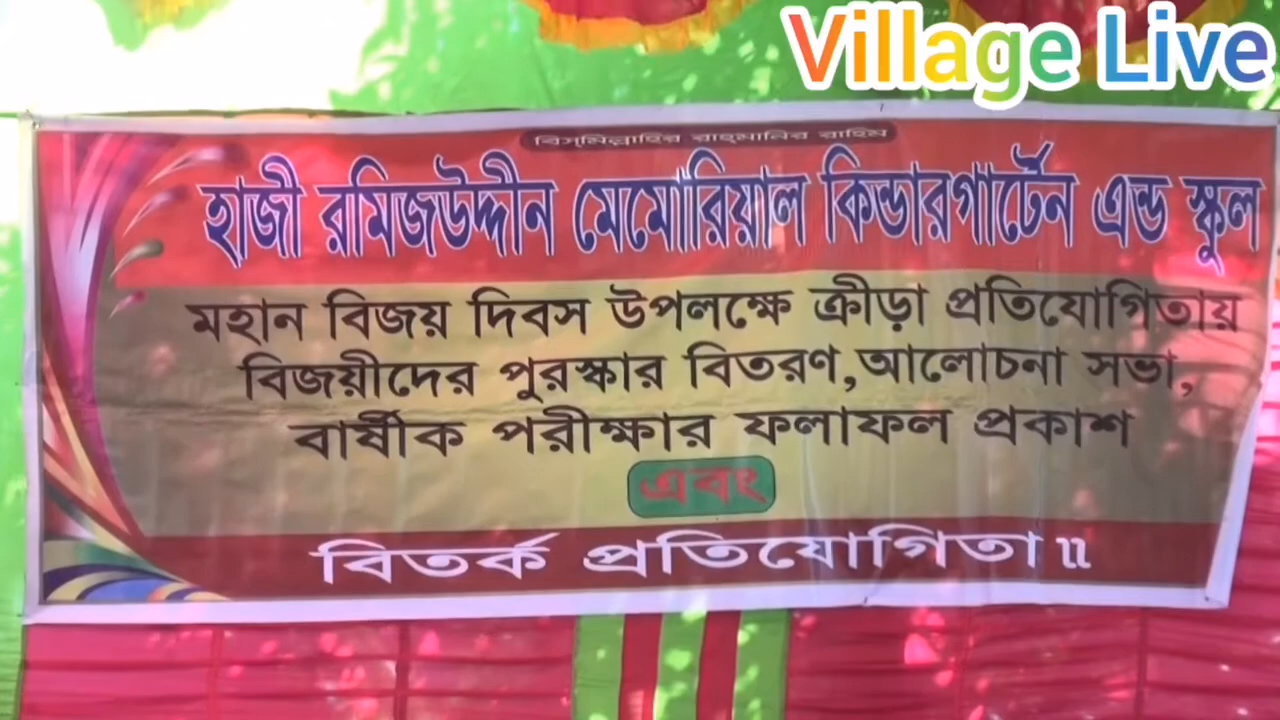 Village Live
বিস্‌মিল্লাহির রাহমানির রাহিম
হাজী রমিজউদ্দীন মেমোরিয়াল কিন্ডারগার্টেন এন্ড স্কুল
মহান বিজয় দিবস উপলক্ষে ক্রীড়া প্রতিযোগিতায়
বিজয়ীদের পুরস্কার বিতরণ,আলোচনা সভা,
বার্ষীক পরীক্ষার ফলাফল প্রকাশ
এবং
বিতর্ক প্রতিযোগিতা ॥